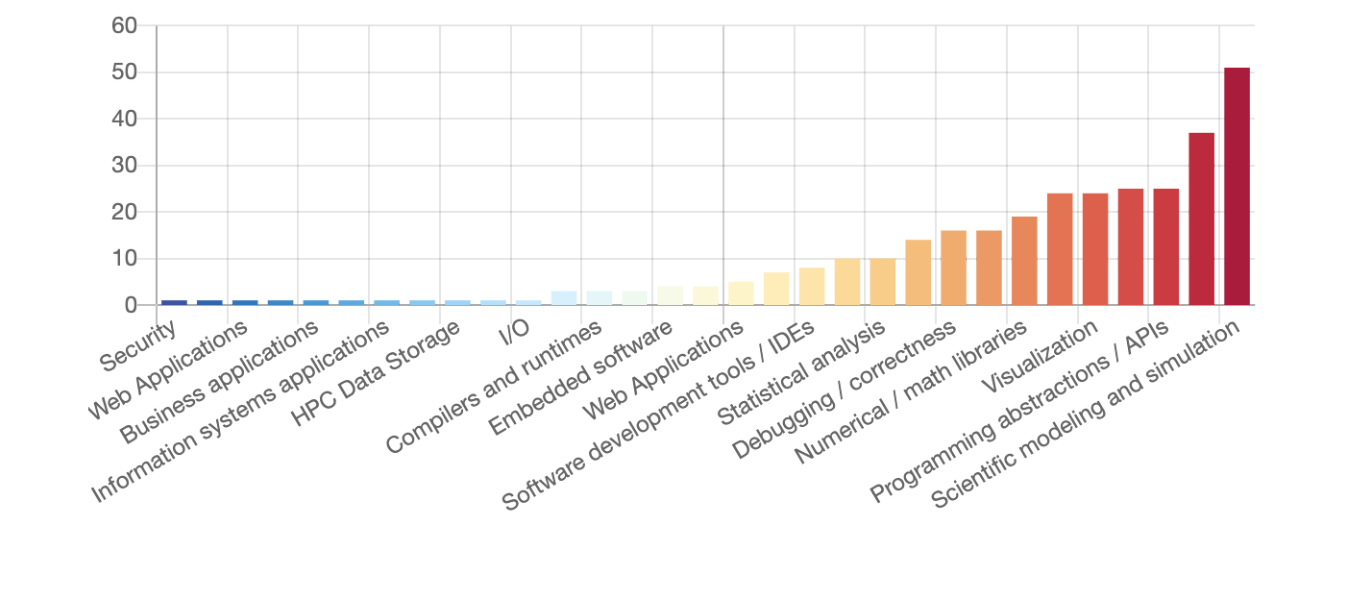 60
50
40
30
20
10
0
Security
Web Applications
Business applications
Information systems applications
HPC Data Storage
I/O
Compilers and runtimes
Embedded software
Web Applications
Software development tools / IDEs
Statistical analysis
Debugging / correctness
Numerical / math libraries
Visualization
Programming abstractions / APIs
Scientific modeling and simulation